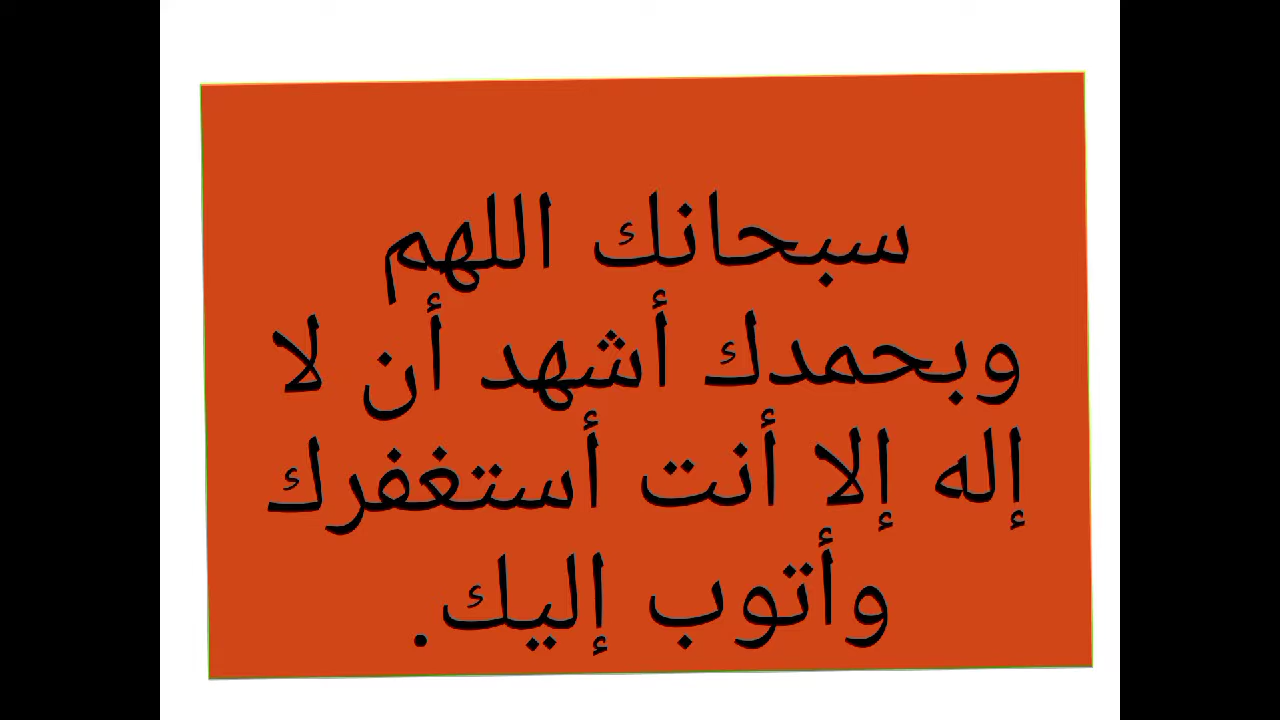 سبحانك اللهم
وبحمدك أشهد أن لا
إله إلا أنت أستغفرك
وأتوب إليك.